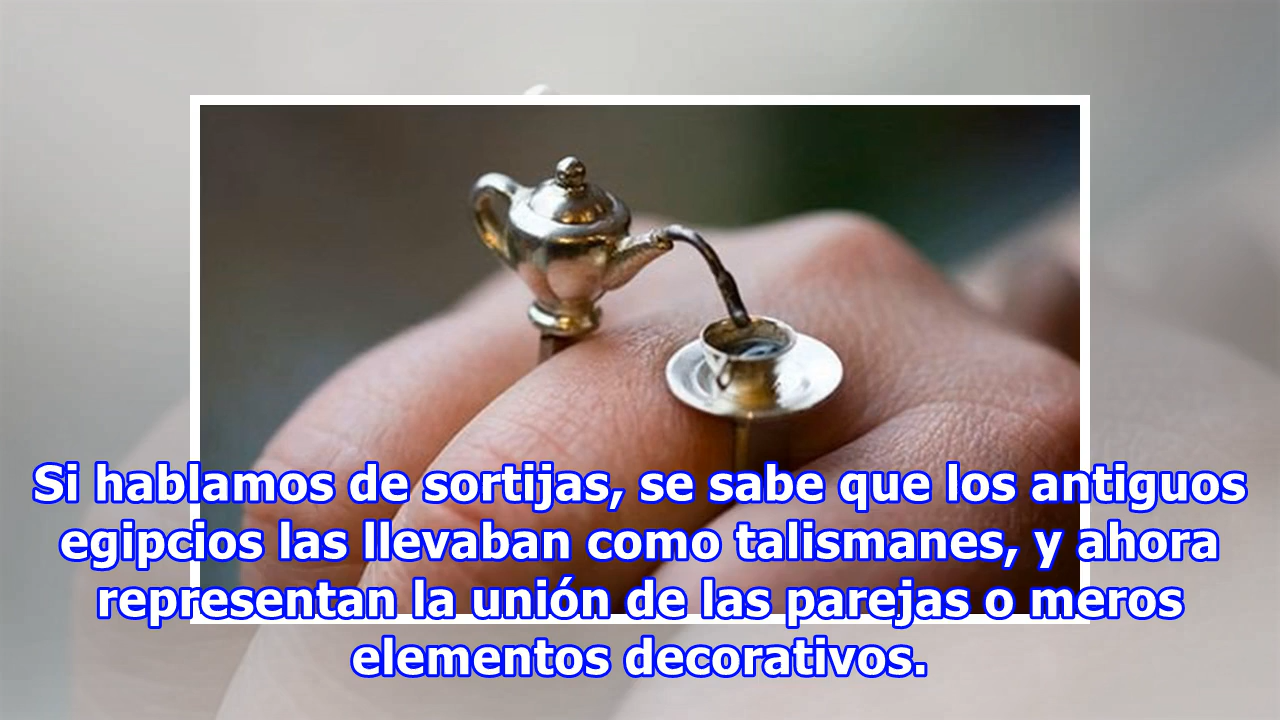 Si hablamos de sortijas, se sabe que los antiguos
egipcios las llevaban como talismanes, y ahora
representan la unión de las parejas o meros
elementos decorativos.